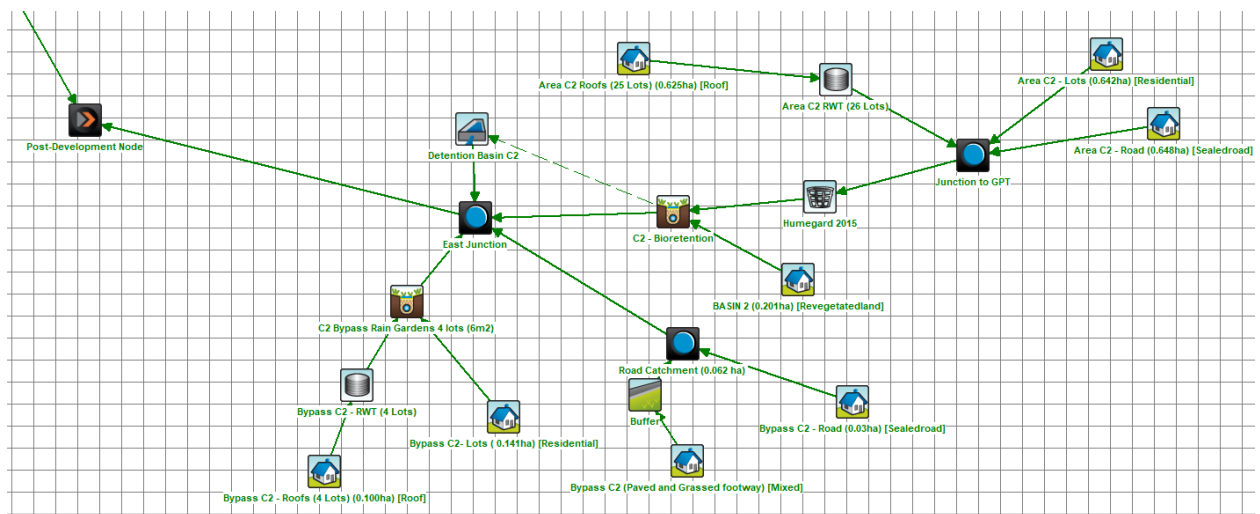 Area C2 Roofs (25 Lots) (0.625ha) [Roof]
Area C2 RWT (26 Lots)
Area C2 - Lots (0.642ha) [Residential]
Post-Development Node
Detention Basin C2
Area C2 - Road (0.648ha) [Sealedroad]
Junction to GPT
Humegard 2015
C2 - Bioretention
East Junction
BASIN 2 (0.201ha) [Revegetatedland]
C2 Bypass Rain Gardens 4 lots (6m2)
Road Catchment (0.062 ha)
Bypass C2 - RWT (4 Lots)
Buffer
Bypass C2 - Road (0.03ha) [Sealedroad]
Bypass C2- Lots ( 0.141ha) [Residential]
Bypass C2 (Paved and Grassed footway) [Mixed]
Bypass C2 - Roofs (4 Lots) (0.100ha) [Roof]